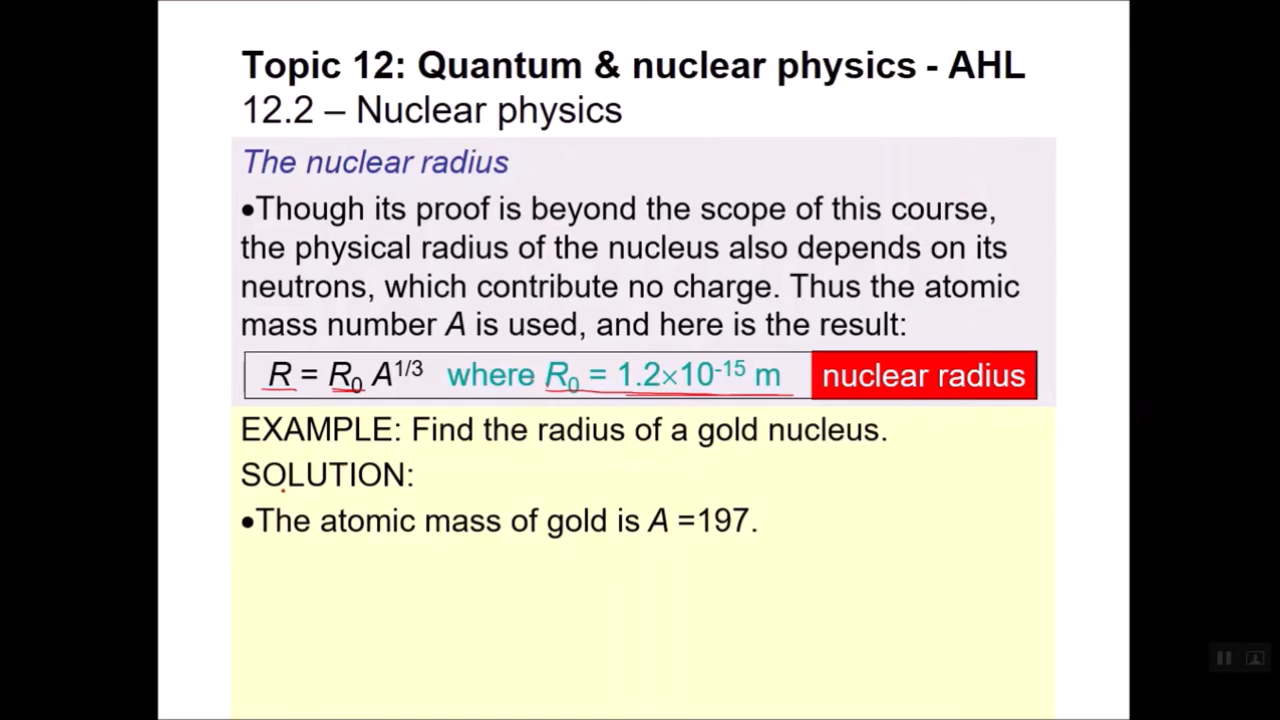 Topic 12: Quantum & nuclear physics - AHL
12.2 – Nuclear physics
The nuclear radius
•Though its proof is beyond the scope of this course,
the physical radius of the nucleus also depends on its
neutrons, which contribute no charge. Thus the atomic
mass number A is used, and here is the result:
R = R₀ A¹ᐟ³ where R₀ = 1.2×10⁻¹⁵ m nuclear radius
EXAMPLE: Find the radius of a gold nucleus.
SOLUTION:
•The atomic mass of gold is A =197.